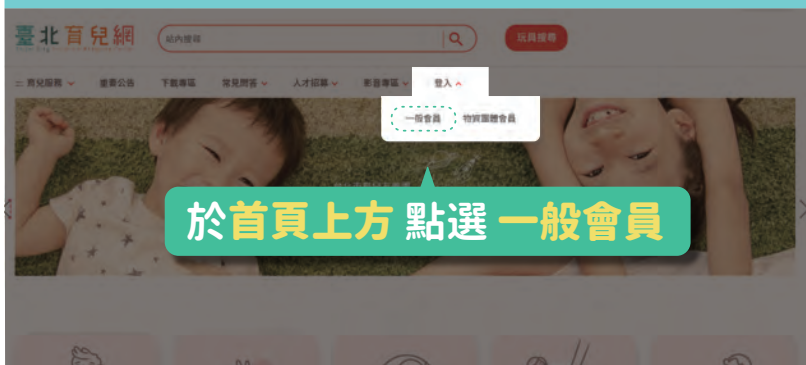 臺北育兒網
站內搜尋
玩具搜尋
::: 育兒服務 重要公告 下載專區 常見問答 人才招募 影音專區 登入
一般會員 物資團體會員
於首頁上方 點選 一般會員